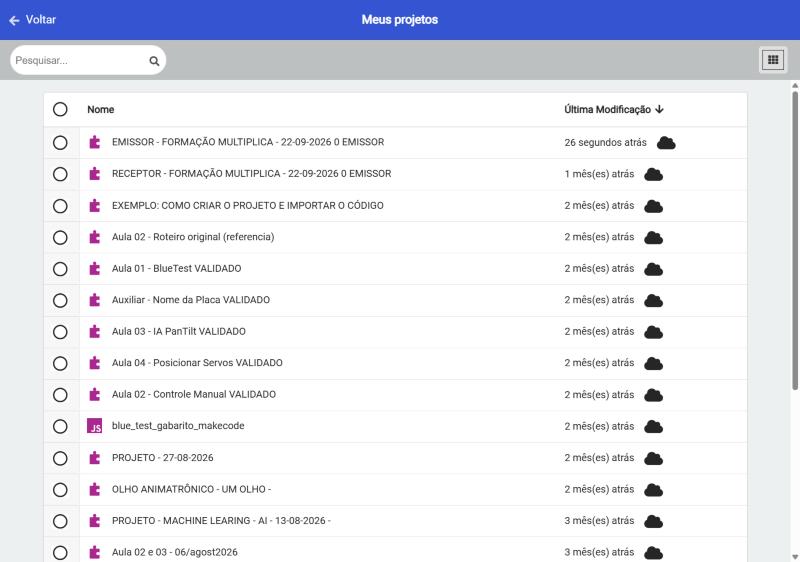 Voltar
Meus projetos
Pesquisar...
Nome
Última Modificação
EMISSOR - FORMAÇÃO MULTIPLICA - 22-09-2026 0 EMISSOR
26 segundos atrás
RECEPTOR - FORMAÇÃO MULTIPLICA - 22-09-2026 0 EMISSOR
1 mês(es) atrás
EXEMPLO: COMO CRIAR O PROJETO E IMPORTAR O CÓDIGO
2 mês(es) atrás
Aula 02 - Roteiro original (referencia)
2 mês(es) atrás
Aula 01 - BlueTest VALIDADO
2 mês(es) atrás
Auxiliar - Nome da Placa VALIDADO
2 mês(es) atrás
Aula 03 - IA PanTilt VALIDADO
2 mês(es) atrás
Aula 04 - Posicionar Servos VALIDADO
2 mês(es) atrás
Aula 02 - Controle Manual VALIDADO
2 mês(es) atrás
JS
blue_test_gabarito_makecode
2 mês(es) atrás
PROJETO - 27-08-2026
2 mês(es) atrás
OLHO ANIMATRÔNICO - UM OLHO -
2 mês(es) atrás
PROJETO - MACHINE LEARING - AI - 13-08-2026 -
3 mês(es) atrás
Aula 02 e 03 - 06/agost2026
3 mês(es) atrás